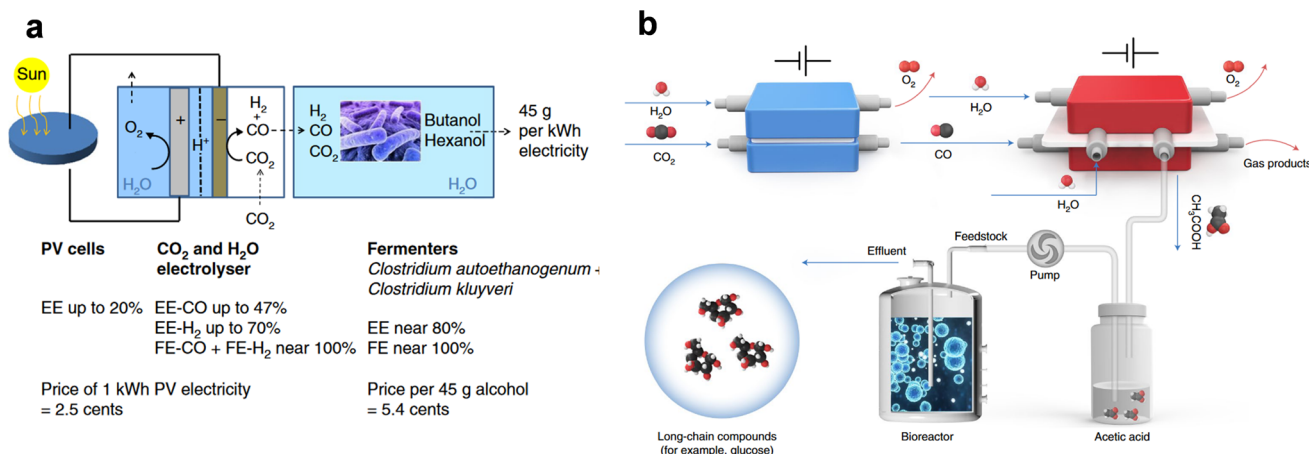 a
Sun
O₂
H₂O
+
H⁺
−
H₂
+
CO
CO₂
CO₂
H₂
CO
CO₂
Butanol
Hexanol
H₂O
45 g
per kWh
electricity
PV cells
CO₂ and H₂O
electrolyser
Fermenters
Clostridium autoethanogenum +
Clostridium kluyveri
EE up to 20%
EE-CO up to 47%
EE-H₂ up to 70%
FE-CO + FE-H₂ near 100%
EE near 80%
FE near 100%
Price of 1 kWh PV electricity
= 2.5 cents
Price per 45 g alcohol
= 5.4 cents
b
H₂O
CO₂
O₂
H₂O
CO
O₂
Gas products
H₂O
CH₃COOH
Effluent
Feedstock
Pump
Long-chain compounds
(for example, glucose)
Bioreactor
Acetic acid